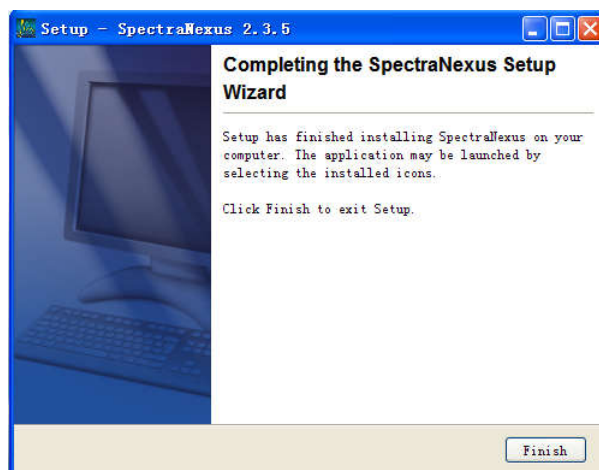 Setup - SpectraNexus 2.3.5
Completing the SpectraNexus Setup
Wizard
Setup has finished installing SpectraNexus on your
computer. The application may be launched by
selecting the installed icons.
Click Finish to exit Setup.
Finish